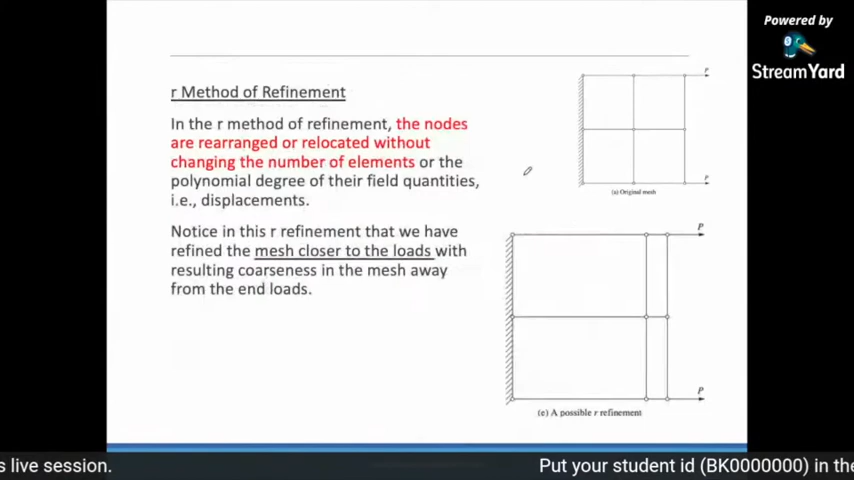 Powered by
StreamYard
r Method of Refinement
In the r method of refinement, the nodes
are rearranged or relocated without
changing the number of elements or the
polynomial degree of their field quantities,
i.e., displacements.
Notice in this r refinement that we have
refined the mesh closer to the loads with
resulting coarseness in the mesh away
from the end loads.
P
P
(a) Original mesh
P
P
(e) A possible r refinement
s live session.
Put your student id (BK0000000) in the